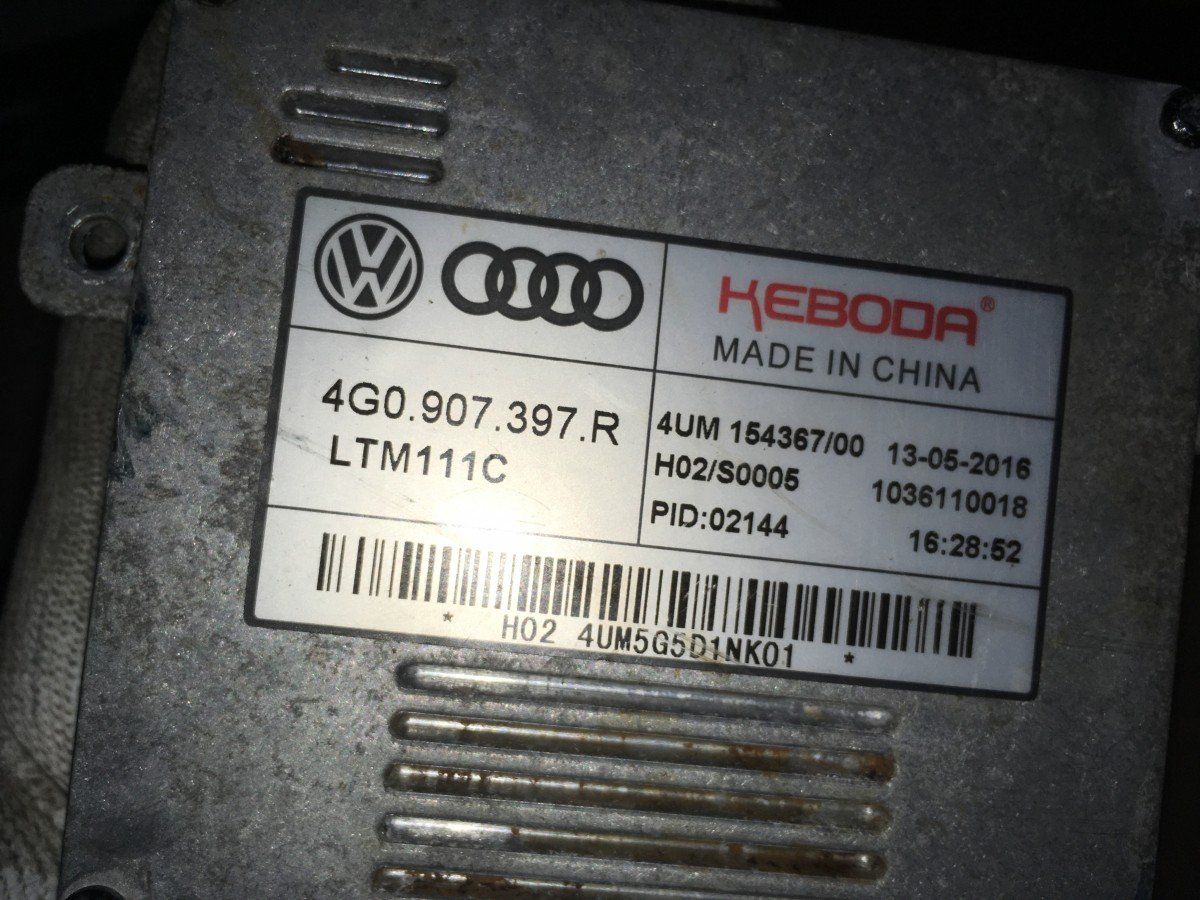 KEBODA®
MADE IN CHINA
4G0.907.397.R
LTM111C
4UM 154367/00 13-05-2016
H02/S0005 1036110018
PID:02144 16:28:52
* H02 4UM5G5D1NK01 *